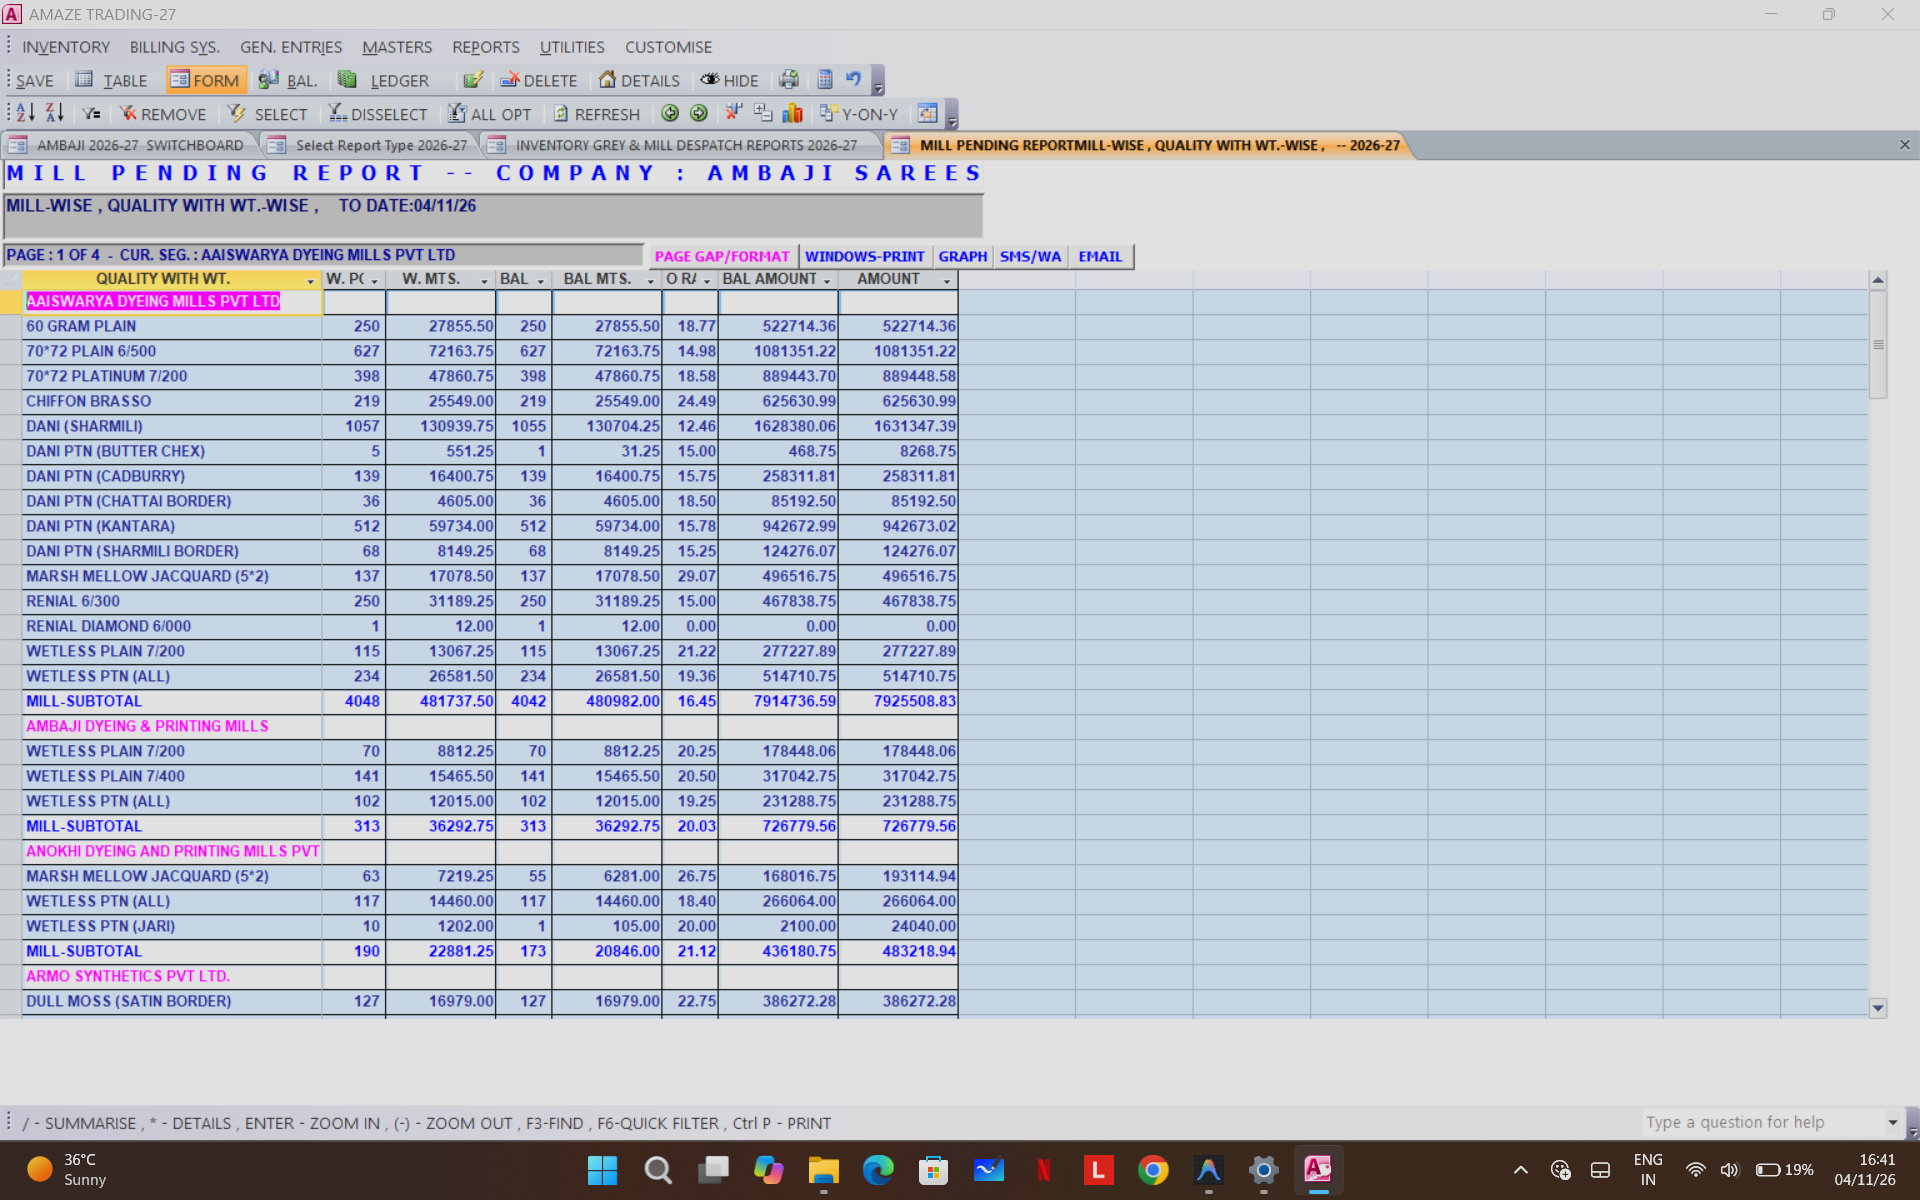 AMAZE TRADING-27
INVENTORY BILLING SYS. GEN. ENTRIES MASTERS REPORTS UTILITIES CUSTOMISE
SAVE TABLE FORM BAL. LEDGER DELETE DETAILS HIDE
REMOVE SELECT DISSELECT ALL OPT REFRESH Y-ON-Y
AMBAJI 2026-27 SWITCHBOARD Select Report Type 2026-27 INVENTORY GREY & MILL DESPATCH REPORTS 2026-27 MILL PENDING REPORTMILL-WISE , QUALITY WITH WT.-WISE , -- 2026-27
MILL PENDING REPORT -- COMPANY : AMBAJI SAREES
MILL-WISE , QUALITY WITH WT.-WISE , TO DATE:04/11/26
PAGE : 1 OF 4 - CUR. SEG. : AAISWARYA DYEING MILLS PVT LTD PAGE GAP/FORMAT WINDOWS-PRINT GRAPH SMS/WA EMAIL
QUALITY WITH WT. W. PC W. MTS. BAL BAL MTS. O RA BAL AMOUNT AMOUNT
AAISWARYA DYEING MILLS PVT LTD
60 GRAM PLAIN 250 27855.50 250 27855.50 18.77 522714.36 522714.36
70*72 PLAIN 6/500 627 72163.75 627 72163.75 14.98 1081351.22 1081351.22
70*72 PLATINUM 7/200 398 47860.75 398 47860.75 18.58 889443.70 889448.58
CHIFFON BRASSO 219 25549.00 219 25549.00 24.49 625630.99 625630.99
DANI (SHARMILI) 1057 130939.75 1055 130704.25 12.46 1628380.06 1631347.39
DANI PTN (BUTTER CHEX) 5 551.25 1 31.25 15.00 468.75 8268.75
DANI PTN (CADBURRY) 139 16400.75 139 16400.75 15.75 258311.81 258311.81
DANI PTN (CHATTAI BORDER) 36 4605.00 36 4605.00 18.50 85192.50 85192.50
DANI PTN (KANTARA) 512 59734.00 512 59734.00 15.78 942672.99 942673.02
DANI PTN (SHARMILI BORDER) 68 8149.25 68 8149.25 15.25 124276.07 124276.07
MARSH MELLOW JACQUARD (5*2) 137 17078.50 137 17078.50 29.07 496516.75 496516.75
RENIAL 6/300 250 31189.25 250 31189.25 15.00 467838.75 467838.75
RENIAL DIAMOND 6/000 1 12.00 1 12.00 0.00 0.00 0.00
WETLESS PLAIN 7/200 115 13067.25 115 13067.25 21.22 277227.89 277227.89
WETLESS PTN (ALL) 234 26581.50 234 26581.50 19.36 514710.75 514710.75
MILL-SUBTOTAL 4048 481737.50 4042 480982.00 16.45 7914736.59 7925508.83
AMBAJI DYEING & PRINTING MILLS
WETLESS PLAIN 7/200 70 8812.25 70 8812.25 20.25 178448.06 178448.06
WETLESS PLAIN 7/400 141 15465.50 141 15465.50 20.50 317042.75 317042.75
WETLESS PTN (ALL) 102 12015.00 102 12015.00 19.25 231288.75 231288.75
MILL-SUBTOTAL 313 36292.75 313 36292.75 20.03 726779.56 726779.56
ANOKHI DYEING AND PRINTING MILLS PVT
MARSH MELLOW JACQUARD (5*2) 63 7219.25 55 6281.00 26.75 168016.75 193114.94
WETLESS PTN (ALL) 117 14460.00 117 14460.00 18.40 266064.00 266064.00
WETLESS PTN (JARI) 10 1202.00 1 105.00 20.00 2100.00 24040.00
MILL-SUBTOTAL 190 22881.25 173 20846.00 21.12 436180.75 483218.94
ARMO SYNTHETICS PVT LTD.
DULL MOSS (SATIN BORDER) 127 16979.00 127 16979.00 22.75 386272.28 386272.28
/ - SUMMARISE , * - DETAILS , ENTER - ZOOM IN , (-) - ZOOM OUT , F3-FIND , F6-QUICK FILTER , Ctrl P - PRINT Type a question for help
36°C
Sunny
ENG
IN
19%
16:41
04/11/26